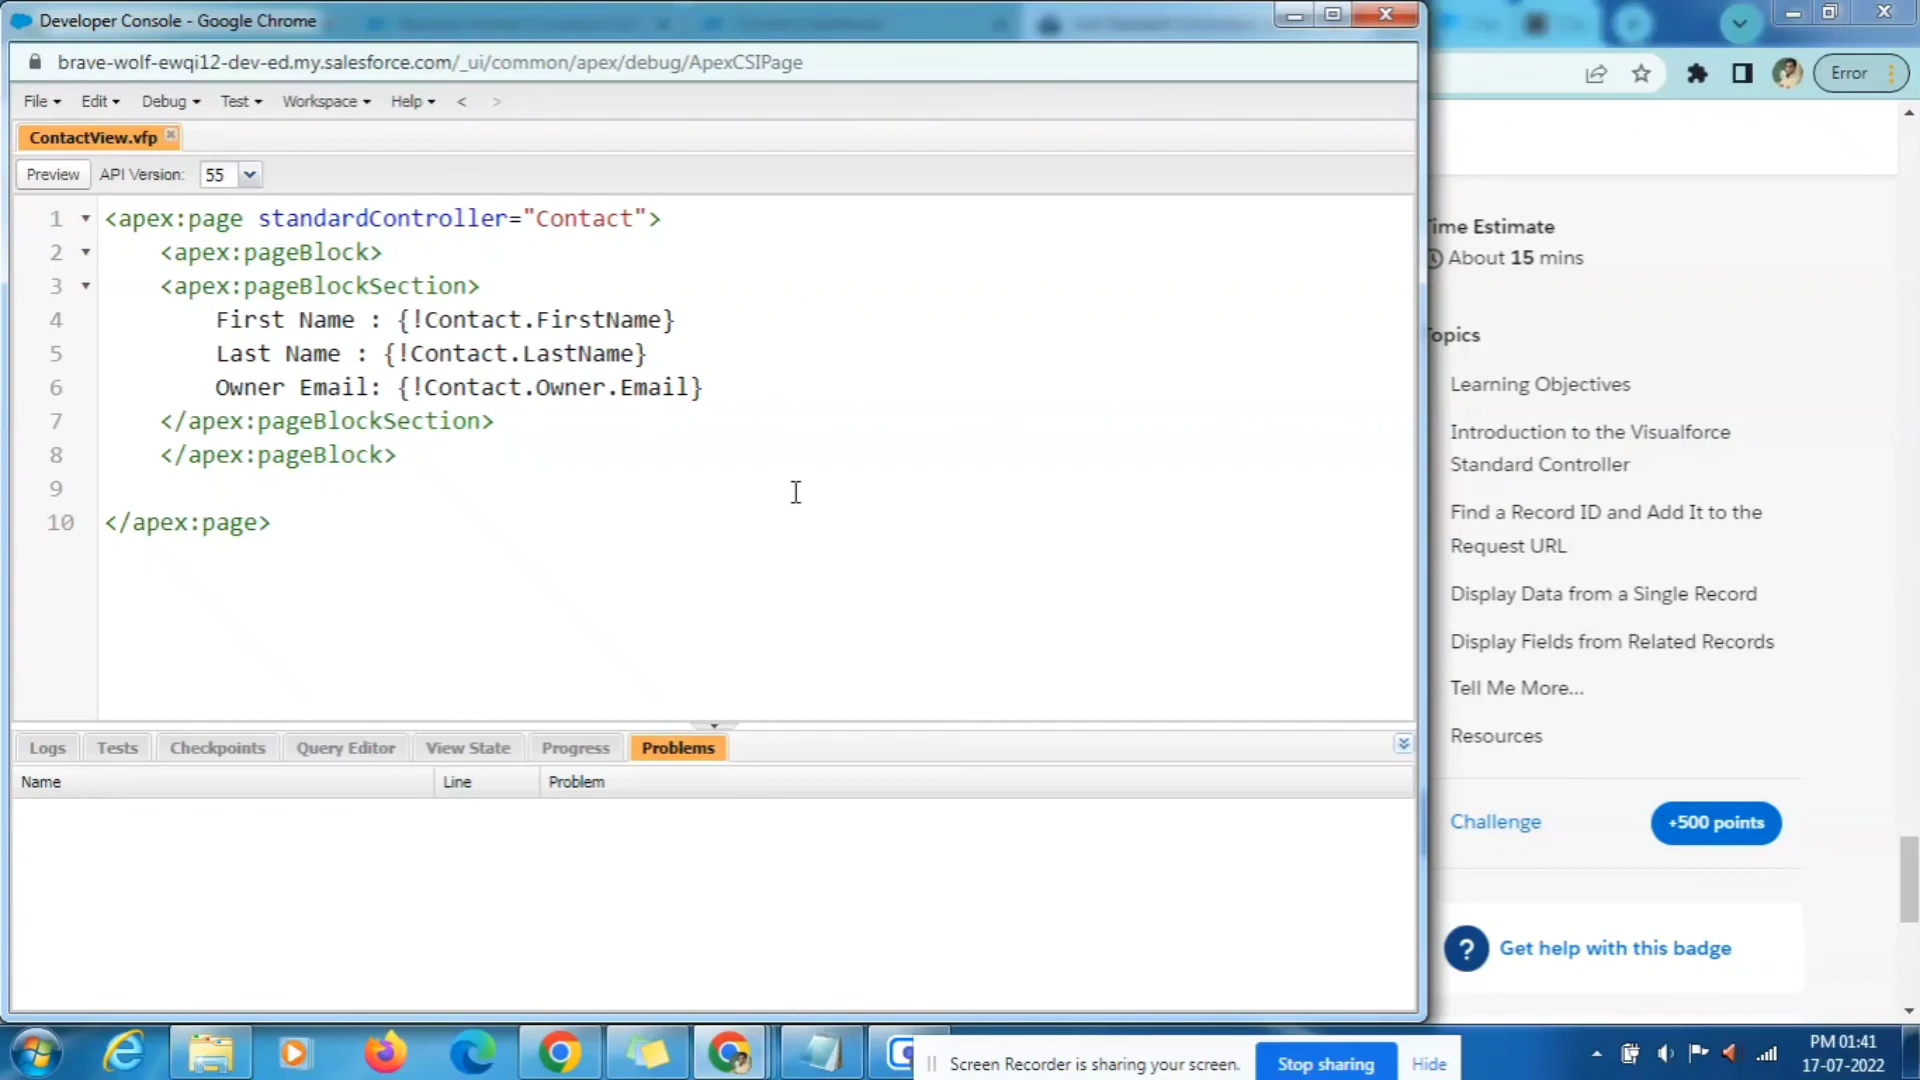 Developer Console - Google Chrome
brave-wolf-ewqi12-dev-ed.my.salesforce.com/_ui/common/apex/debug/ApexCSIPage
Error
File Edit Debug Test Workspace Help < >
ContactView.vfp
Preview API Version: 55
1 <apex:page standardController="Contact">
2 <apex:pageBlock>
3 <apex:pageBlockSection>
4 First Name : {!Contact.FirstName}
5 Last Name : {!Contact.LastName}
6 Owner Email: {!Contact.Owner.Email}
7 </apex:pageBlockSection>
8 </apex:pageBlock>
9
10 </apex:page>
Logs Tests Checkpoints Query Editor View State Progress Problems
Name Line Problem
ime Estimate
About 15 mins
opics
Learning Objectives
Introduction to the Visualforce
Standard Controller
Find a Record ID and Add It to the
Request URL
Display Data from a Single Record
Display Fields from Related Records
Tell Me More...
Resources
Challenge +500 points
? Get help with this badge
Screen Recorder is sharing your screen. Stop sharing Hide
PM 01:41
17-07-2022